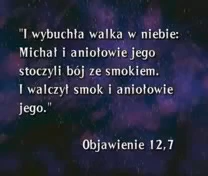 "I wybuchła walka w niebie:
Michał i aniołowie jego
stoczyli bój ze smokiem.
I walczył smok i aniołowie
jego."
Objawienie 12,7